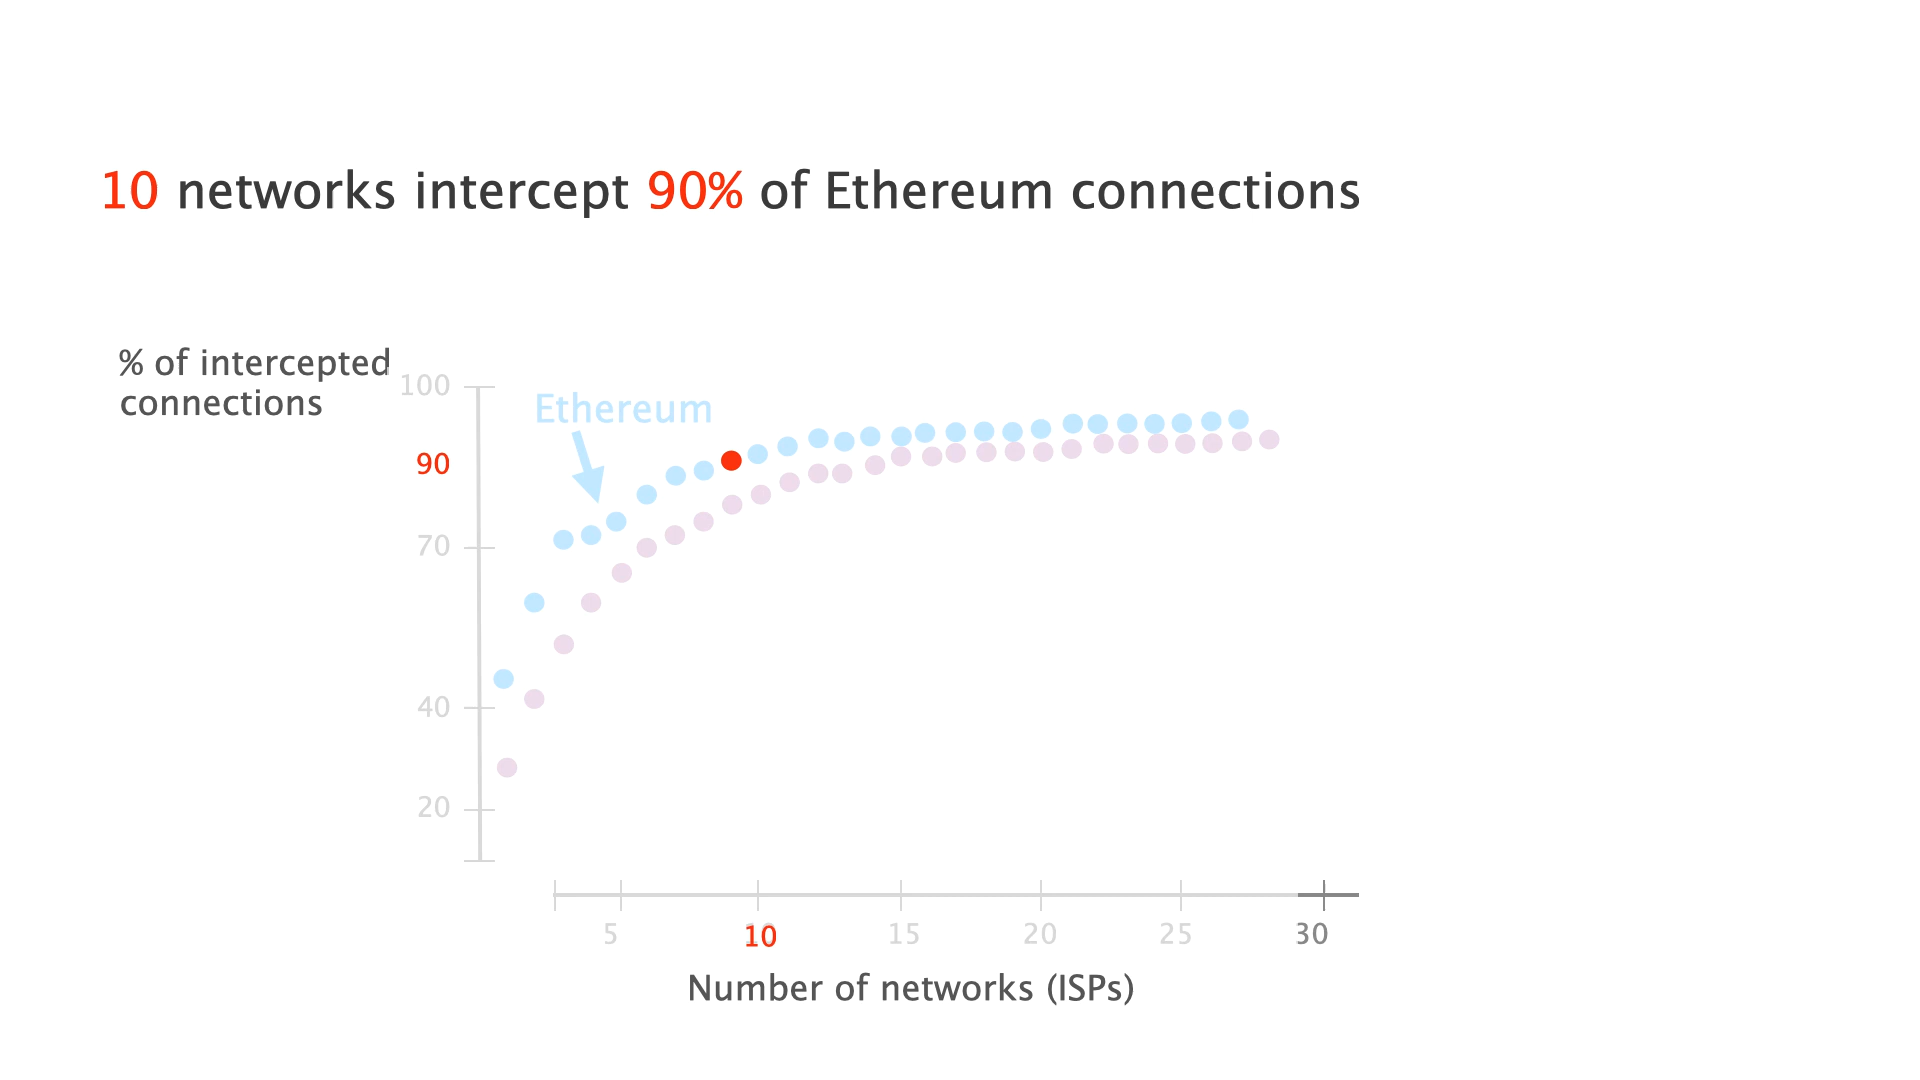 10 networks intercept 90% of Ethereum connections
% of intercepted
connections
100
Ethereum
90
70
40
20
5 10 15 20 25 30
Number of networks (ISPs)